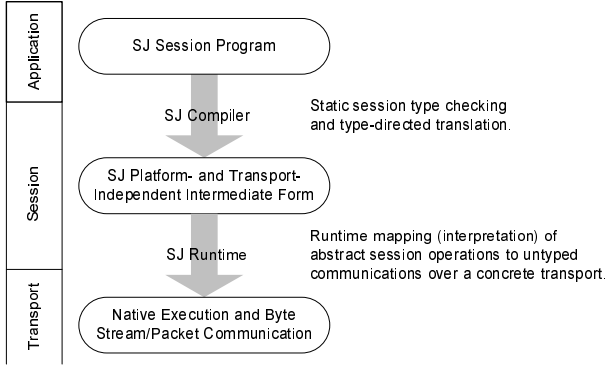 Application
SJ Session Program
SJ Compiler
Static session type checking
and type-directed translation.
Session
SJ Platform- and Transport-
Independent Intermediate Form
SJ Runtime
Runtime mapping (interpretation) of
abstract session operations to untyped
communications over a concrete transport.
Transport
Native Execution and Byte
Stream/Packet Communication